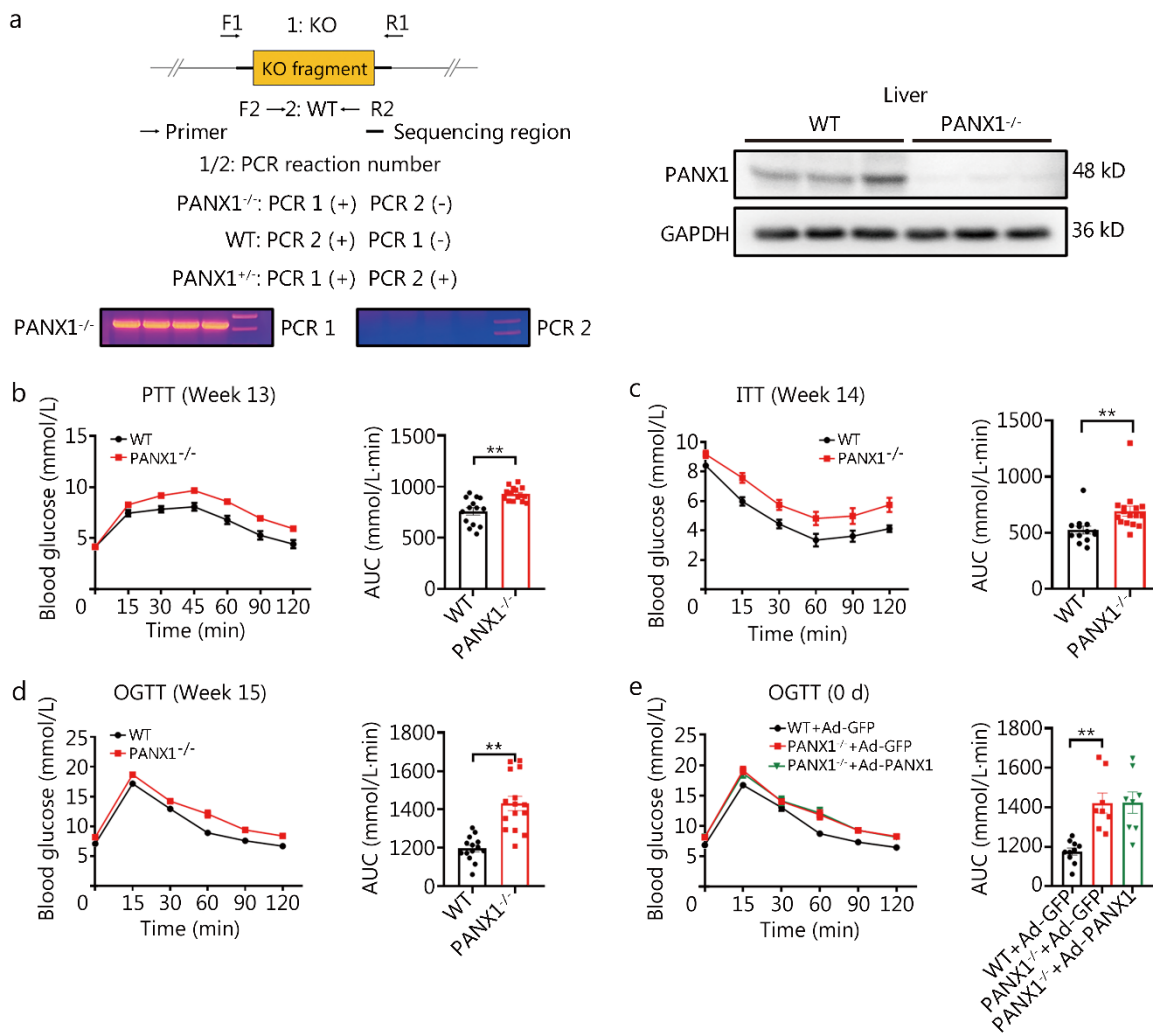 a
F1 1: KO R1
KO fragment
F2 →2: WT← R2
→ Primer — Sequencing region
1/2: PCR reaction number
PANX1-/-: PCR 1 (+) PCR 2 (-)
WT: PCR 2 (+) PCR 1 (-)
PANX1+/-: PCR 1 (+) PCR 2 (+)
PANX1-/- PCR 1 PCR 2
Liver
WT PANX1-/-
PANX1 48 kD
GAPDH 36 kD
b
PTT (Week 13)
WT
PANX1-/-
Blood glucose (mmol/L)
15
10
5
0
15 30 45 60 90 120
Time (min)
AUC (mmol/L·min)
1500
1000
500
0
**
WT
PANX1-/-
c
ITT (Week 14)
WT
PANX1-/-
Blood glucose (mmol/L)
10
8
6
4
2
0
15 30 60 90 120
Time (min)
AUC (mmol/L·min)
1500
1000
500
0
**
WT
PANX1-/-
d
OGTT (Week 15)
WT
PANX1-/-
Blood glucose (mmol/L)
25
20
15
10
5
0
15 30 60 90 120
Time (min)
AUC (mmol/L·min)
1800
1600
1400
1200
0
**
WT
PANX1-/-
e
OGTT (0 d)
WT+Ad-GFP
PANX1-/-+Ad-GFP
PANX1-/-+Ad-PANX1
Blood glucose (mmol/L)
25
20
15
10
5
0
15 30 60 90 120
Time (min)
AUC (mmol/L·min)
1800
1600
1400
1200
0
**
WT+Ad-GFP
PANX1-/-+Ad-GFP
PANX1-/-+Ad-PANX1